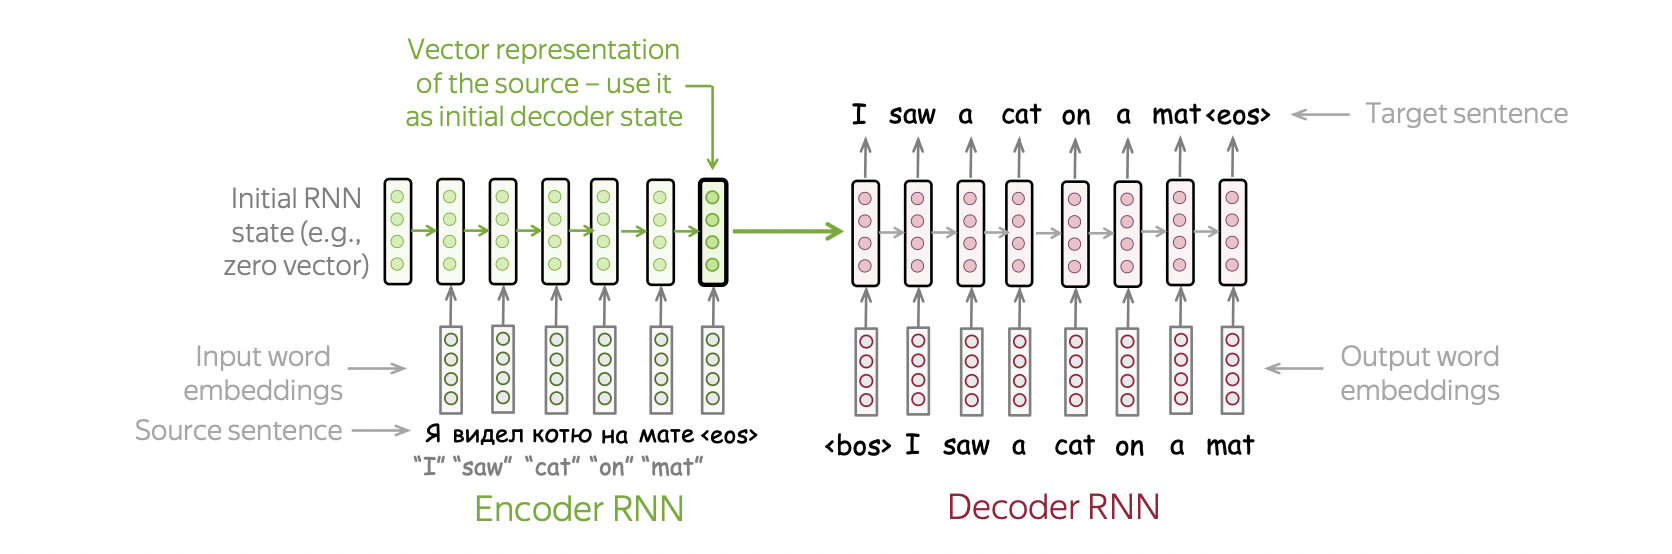 Vector representation
of the source – use it
as initial decoder state
I saw a cat on a mat <eos>
Target sentence
Initial RNN
state (e.g.,
zero vector)
Input word
embeddings
Output word
embeddings
Source sentence
Я видел котю на мате <eos>
"I" "saw" "cat" "on" "mat"
<bos> I saw a cat on a mat
Encoder RNN
Decoder RNN